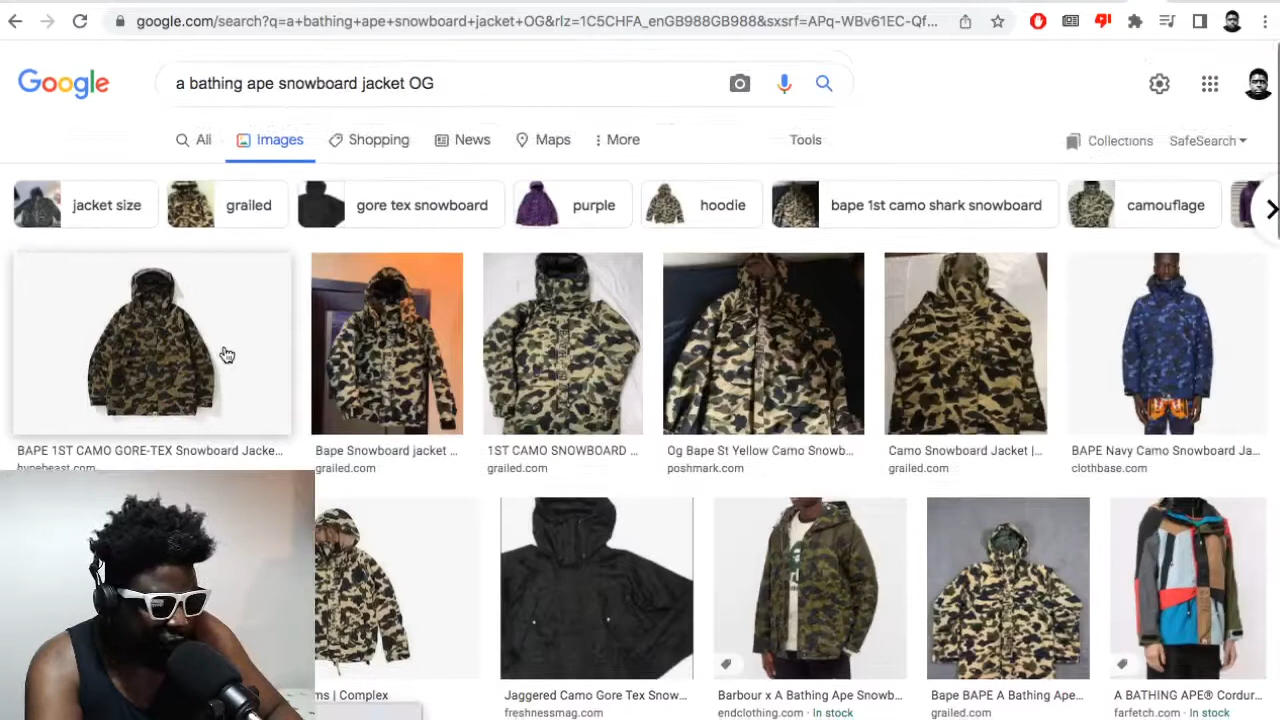 google.com/search?q=a+bathing+ape+snowboard+jacket+OG&rlz=1C5CHFA_enGB988GB988&sxsrf=APq-WBv61EC-Qf...
Google
a bathing ape snowboard jacket OG
All
Images
Shopping
News
Maps
More
Tools
Collections
SafeSearch
jacket size
grailed
gore tex snowboard
purple
hoodie
bape 1st camo shark snowboard
camouflage
BAPE 1ST CAMO GORE-TEX Snowboard Jacke...
hypebeast.com
Bape Snowboard jacket ...
grailed.com
1ST CAMO SNOWBOARD ...
grailed.com
Og Bape St Yellow Camo Snowb...
poshmark.com
Camo Snowboard Jacket |...
grailed.com
BAPE Navy Camo Snowboard Ja...
clothbase.com
ms | Complex
Jaggered Camo Gore Tex Snow...
freshnessmag.com
Barbour x A Bathing Ape Snowb...
endclothing.com · In stock
Bape BAPE A Bathing Ape...
grailed.com
A BATHING APE® Cordur...
farfetch.com · In stock